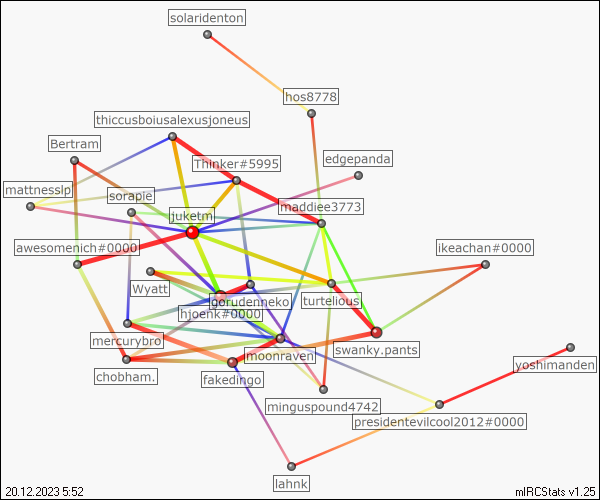 solaridenton
hos8778
thiccusboiusalexusjoneus
Bertram
Thinker#5995
edgepanda
mattnesslp
sorapie
maddiee3773
juketm
awesomenich#0000
ikeachan#0000
Wyatt
gorudenneko
turtelious
hjoenk#0000
mercurybro
moonraven
swanky.pants
chobham.
fakedingo
yoshimanden
minguspound4742
presidentevilcool2012#0000
lahnk
20.12.2023 5:52
mIRCStats v1.25